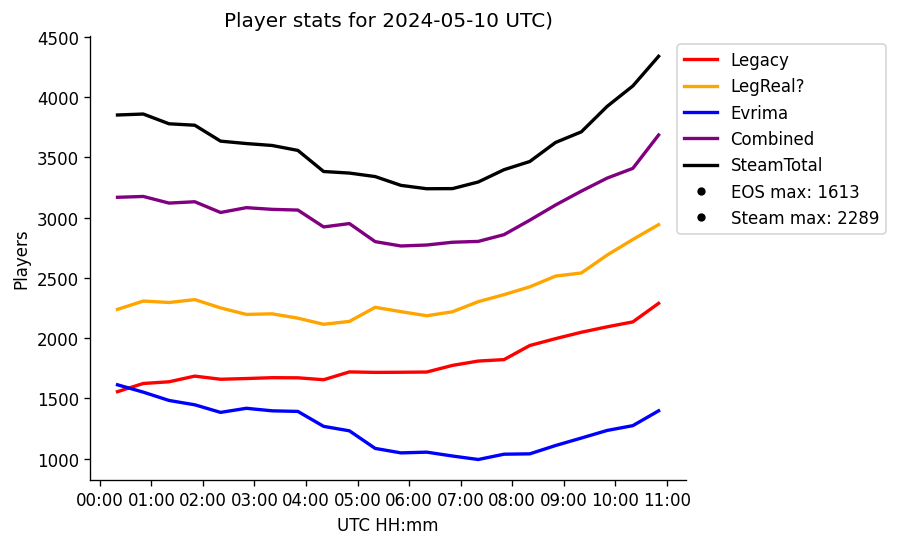 Player stats for 2024-05-10 UTC)
4500
4000
3500
3000
2500
2000
1500
1000
Players
00:00 01:00 02:00 03:00 04:00 05:00 06:00 07:00 08:00 09:00 10:00 11:00
UTC HH:mm
Legacy
LegReal?
Evrima
Combined
SteamTotal
EOS max: 1613
Steam max: 2289